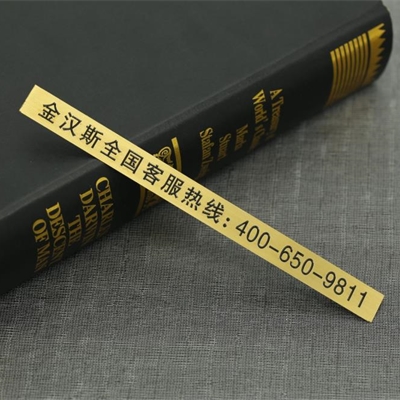 金汉斯全国客服热线:400-650-9811
A Treasury
World's
Stefan
CHARLES
DARWIN
THE
DESCENT
OF MAN